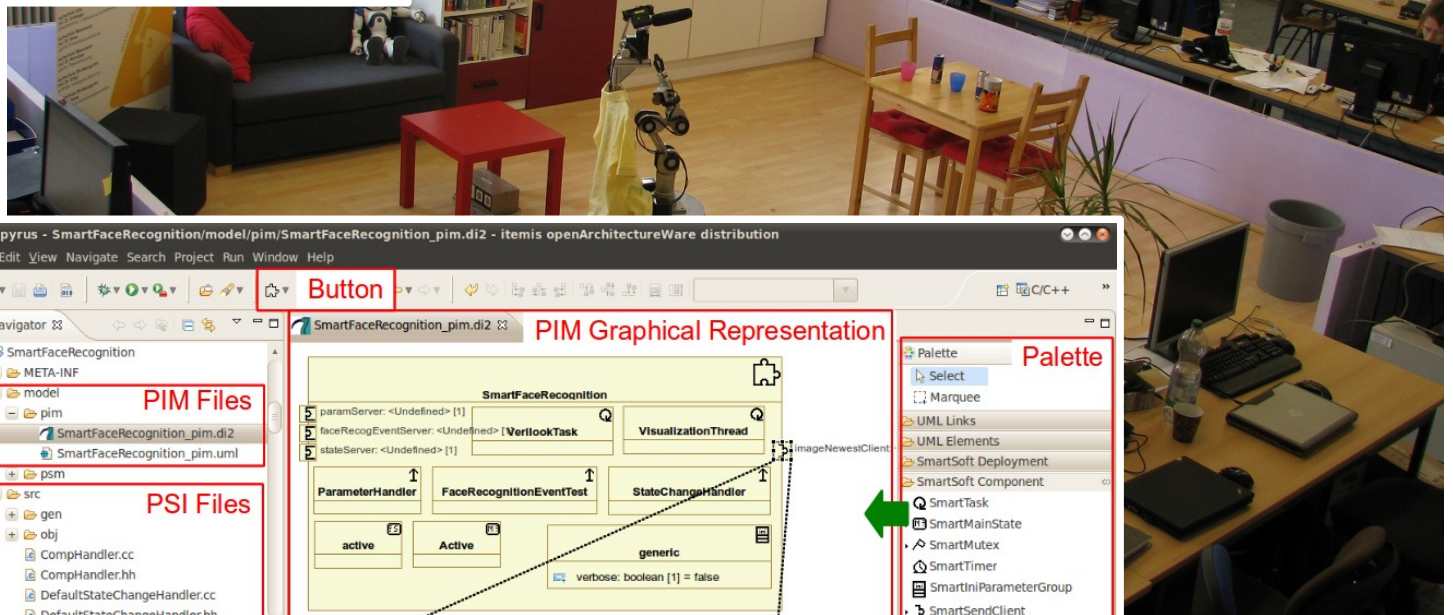 pyrus - SmartFaceRecognition/model/pim/SmartFaceRecognition_pim.di2 - itemis openArchitectureWare distribution
Edit View Navigate Search Project Run Window Help
Button
C/C++
»
avigator
SmartFaceRecognition_pim.di2
PIM Graphical Representation
SmartFaceRecognition
META-INF
model
PIM Files
pim
SmartFaceRecognition_pim.di2
SmartFaceRecognition_pim.uml
psm
src
PSI Files
gen
obj
CompHandler.cc
CompHandler.hh
DefaultStateChangeHandler.cc
DefaultStateChangeHandler.hh
SmartFaceRecognition
paramServer: <Undefined> [1]
faceRecogEventServer: <Undefined> [1]
stateServer: <Undefined> [1]
VerilookTask
VisualizationThread
imageNewestClient:
ParameterHandler
FaceRecognitionEventTest
StateChangeHandler
active
Active
generic
verbose: boolean [1] = false
Palette
Palette
Select
Marquee
UML Links
UML Elements
SmartSoft Deployment
SmartSoft Component
SmartTask
SmartMainState
SmartMutex
SmartTimer
SmartIniParameterGroup
SmartSendClient